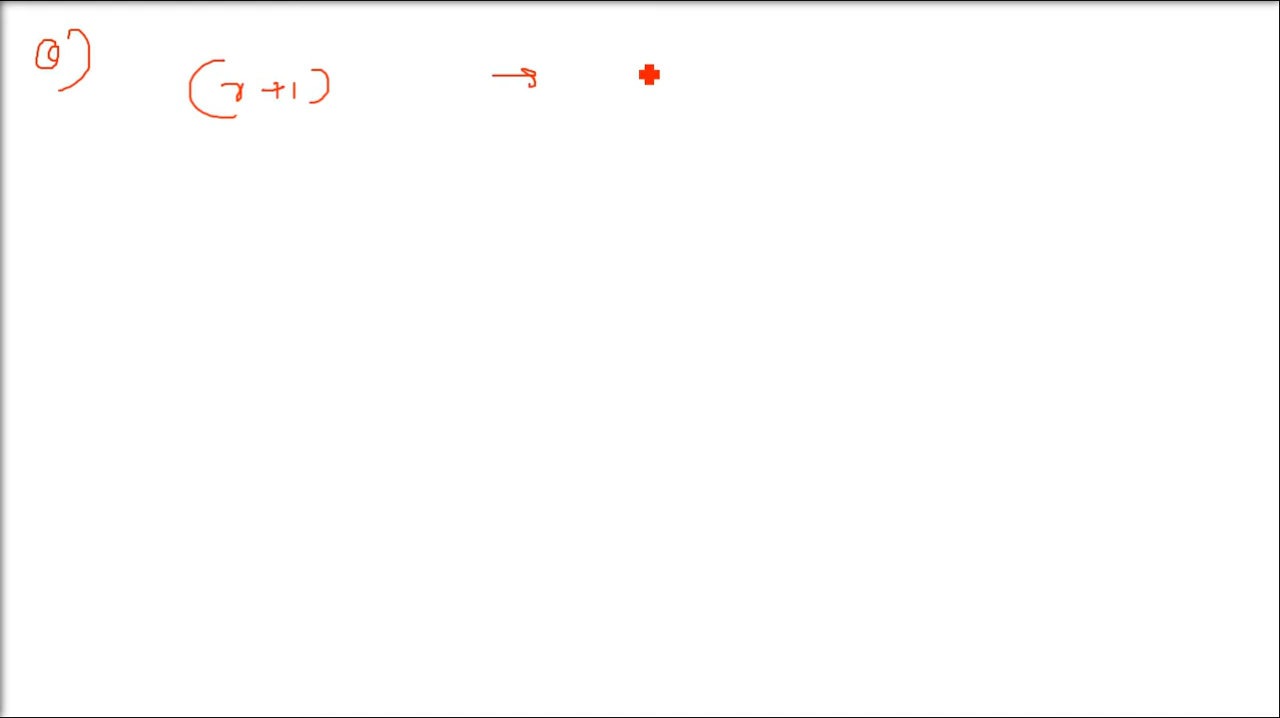 Q) (r+1) →